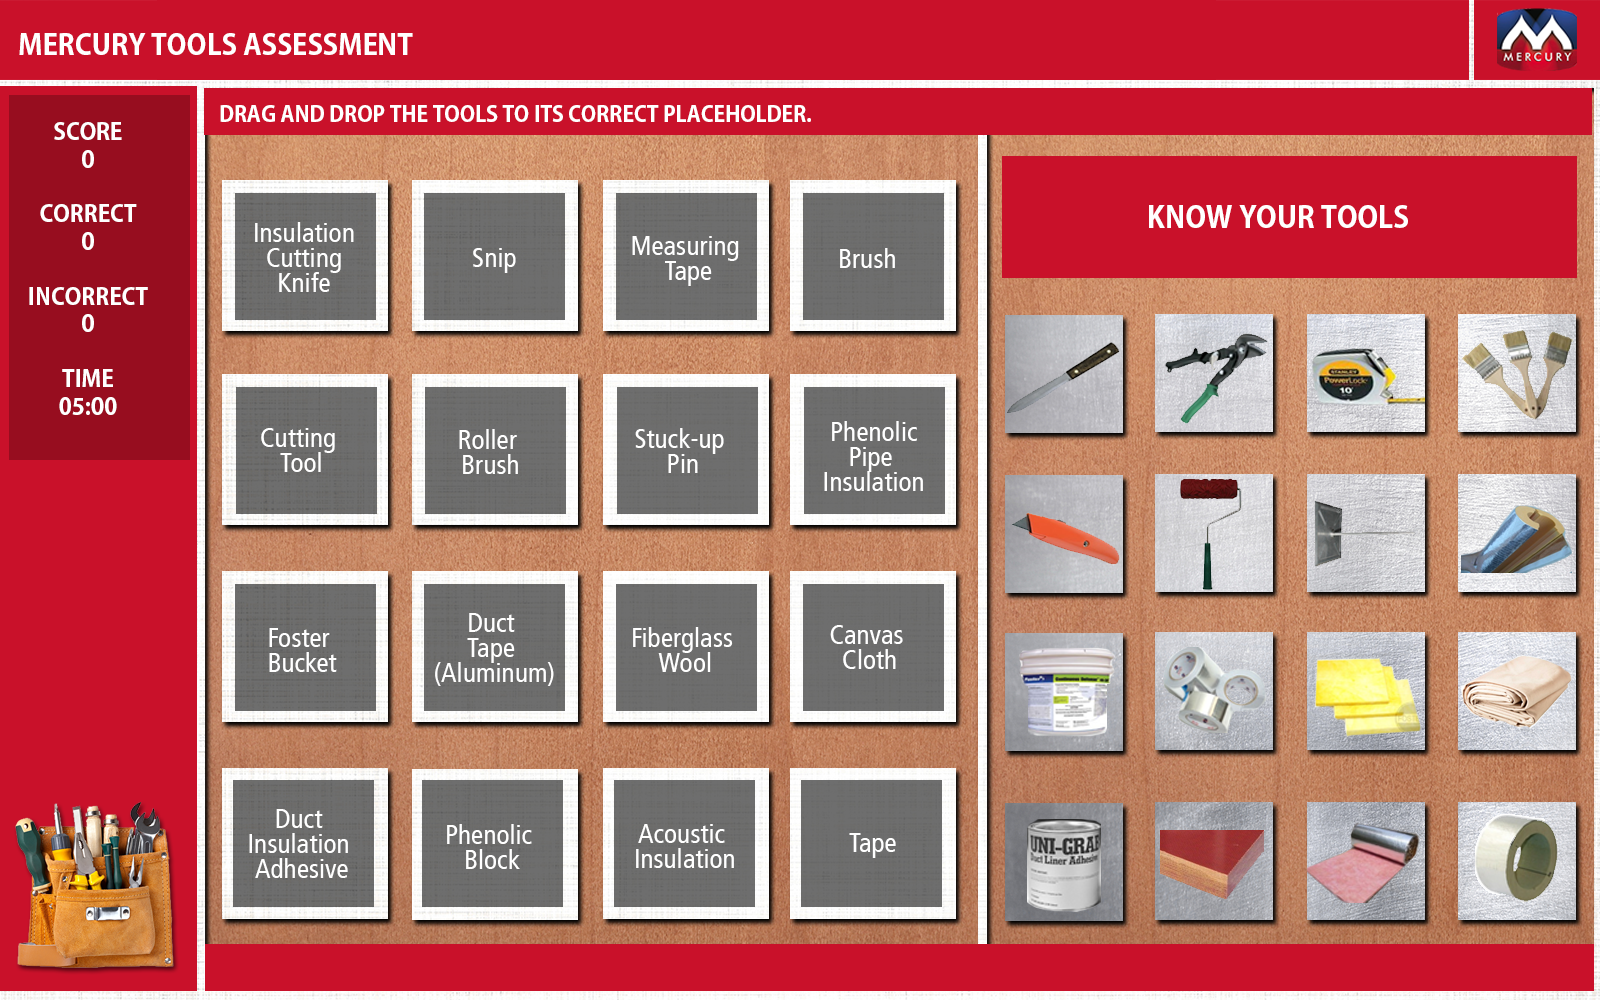 MERCURY TOOLS ASSESSMENT
MERCURY
SCORE
0
CORRECT
0
INCORRECT
0
TIME
05:00
DRAG AND DROP THE TOOLS TO ITS CORRECT PLACEHOLDER.
Insulation
Cutting
Knife
Snip
Measuring
Tape
Brush
Cutting
Tool
Roller
Brush
Stuck-up
Pin
Phenolic
Pipe
Insulation
Foster
Bucket
Duct
Tape
(Aluminum)
Fiberglass
Wool
Canvas
Cloth
Duct
Insulation
Adhesive
Phenolic
Block
Acoustic
Insulation
Tape
KNOW YOUR TOOLS
STANLEY
PowerLock
10'
UNI-GRAB
Duct Liner Adhesive